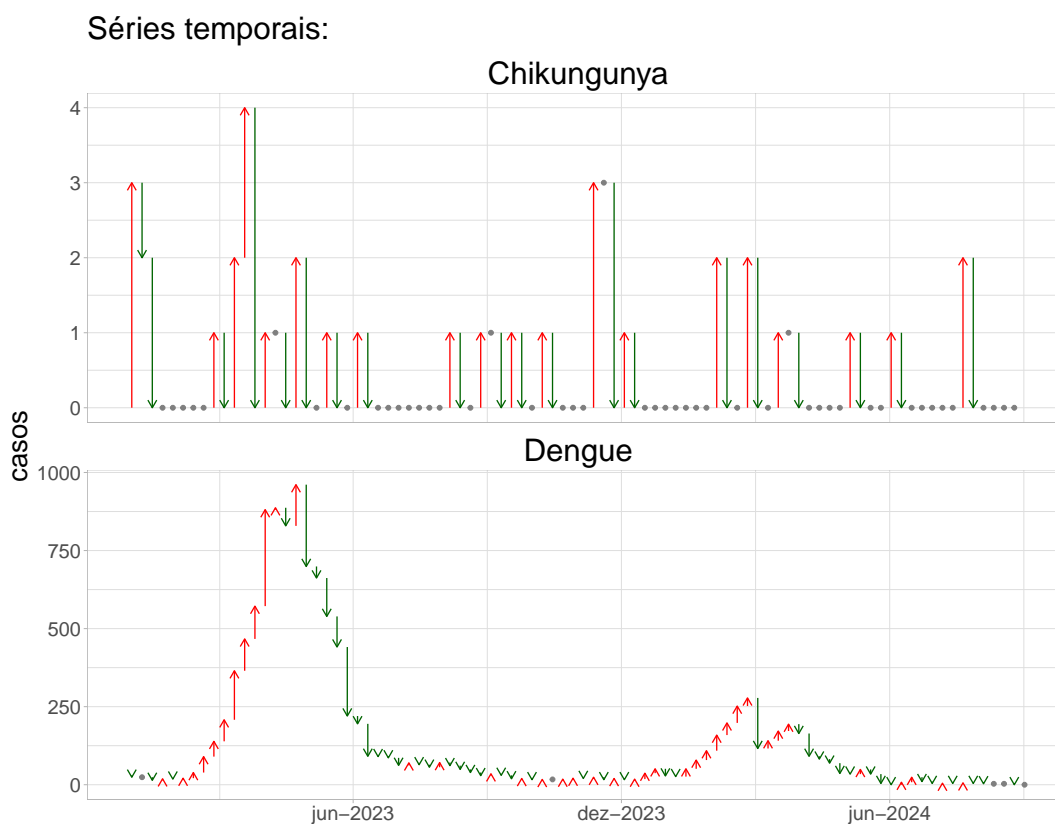 Séries temporais:
Chikungunya
4
3
2
1
0
casos
Dengue
1000
750
500
250
0
jun−2023
dez−2023
jun−2024